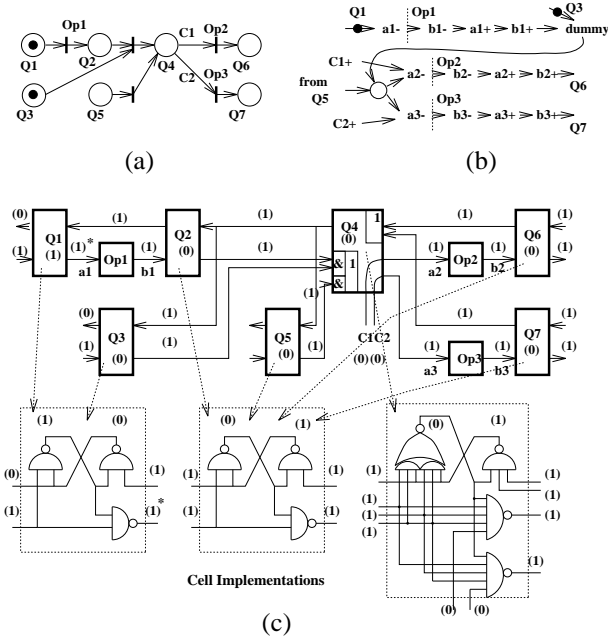 Op1
C1
Op2
Q1
Q2
Q4
Q6
C2
Op3
Q3
Q5
Q7
(a)
Q3
Q1
Op1
a1-
b1-
a1+
b1+
dummy
C1+
Op2
a2-
b2-
a2+
b2+
Q6
from
Q5
Op3
a3-
b3-
a3+
b3+
Q7
C2+
(b)
(0)
(1)
(1)
(1)
Q1
(1)
Q2
(0)
Q4
(0)
1
Q6
(0)
(1)
(1)
(1)*
Op1
(1)
(1)
(1)
Op2
(1)
(1)
a1
b1
&
1
&
a2
b2
(0)
(1)
(1)
(1)
(1)
Q3
(0)
(1)
Q5
(0)
C1C2
(0)(0)
Q7
(0)
(1)
(1)
Op3
(1)
(1)
a3
b3
(1)
(0)
(0)
(1)
(0)
(1)
(0)
(1)
(1)
(1)
(1)
(1)
(1)
(1)*
(1)
(1)
(1)
(1)
(1)
(1)
(1)
(1)
(0)
(0)
Cell Implementations
(c)